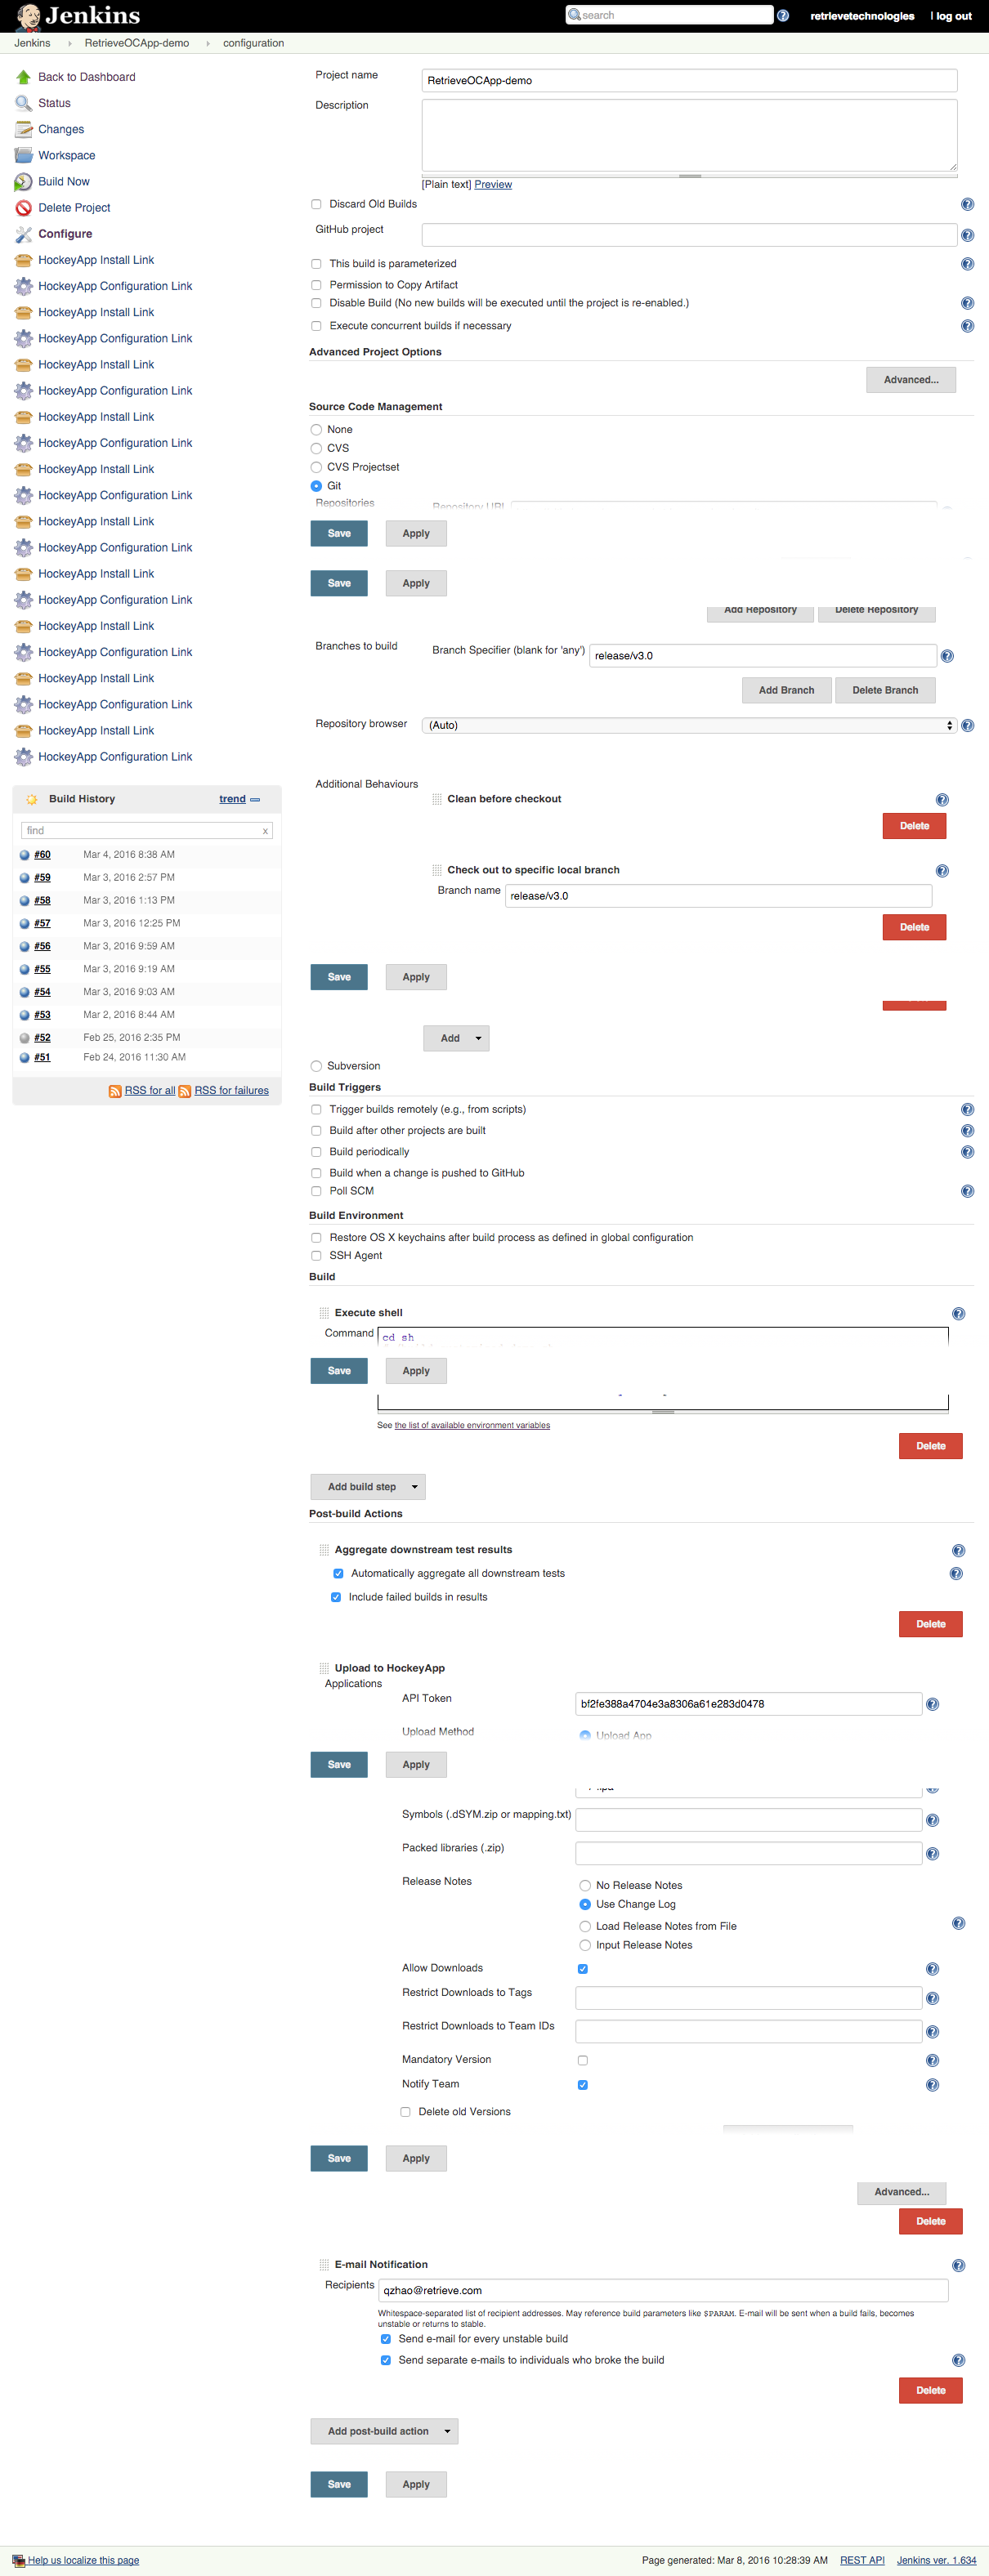 Jenkins
search
retrievetechnologies | log out
Jenkins RetrieveOCApp-demo configuration
Back to Dashboard
Status
Changes
Workspace
Build Now
Delete Project
Configure
HockeyApp Install Link
HockeyApp Configuration Link
HockeyApp Install Link
HockeyApp Configuration Link
HockeyApp Install Link
HockeyApp Configuration Link
HockeyApp Install Link
HockeyApp Configuration Link
HockeyApp Install Link
HockeyApp Configuration Link
HockeyApp Install Link
HockeyApp Configuration Link
HockeyApp Install Link
HockeyApp Configuration Link
HockeyApp Install Link
HockeyApp Configuration Link
HockeyApp Install Link
HockeyApp Configuration Link
HockeyApp Install Link
HockeyApp Configuration Link
Build History trend
find x
#60 Mar 4, 2016 8:38 AM
#59 Mar 3, 2016 2:57 PM
#58 Mar 3, 2016 1:13 PM
#57 Mar 3, 2016 12:25 PM
#56 Mar 3, 2016 9:59 AM
#55 Mar 3, 2016 9:19 AM
#54 Mar 3, 2016 9:03 AM
#53 Mar 2, 2016 8:44 AM
#52 Feb 25, 2016 2:35 PM
#51 Feb 24, 2016 11:30 AM
RSS for all RSS for failures
Project name RetrieveOCApp-demo
Description
[Plain text] Preview
Discard Old Builds
GitHub project
This build is parameterized
Permission to Copy Artifact
Disable Build (No new builds will be executed until the project is re-enabled.)
Execute concurrent builds if necessary
Advanced Project Options
Advanced...
Source Code Management
None
CVS
CVS Projectset
Git
Repositories Repository URL
Save Apply
Save Apply
Add Repository Delete Repository
Branches to build Branch Specifier (blank for 'any') release/v3.0
Add Branch Delete Branch
Repository browser (Auto)
Additional Behaviours
Clean before checkout
Delete
Check out to specific local branch
Branch name release/v3.0
Delete
Save Apply
Add
Subversion
Build Triggers
Trigger builds remotely (e.g., from scripts)
Build after other projects are built
Build periodically
Build when a change is pushed to GitHub
Poll SCM
Build Environment
Restore OS X keychains after build process as defined in global configuration
SSH Agent
Build
Execute shell
Command cd sh
Save Apply
See the list of available environment variables
Delete
Add build step
Post-build Actions
Aggregate downstream test results
Automatically aggregate all downstream tests
Include failed builds in results
Delete
Upload to HockeyApp
Applications
API Token bf2fe388a4704e3a8306a61e283d0478
Upload Method Upload App
Save Apply
Symbols (.dSYM.zip or mapping.txt)
Packed libraries (.zip)
Release Notes
No Release Notes
Use Change Log
Load Release Notes from File
Input Release Notes
Allow Downloads
Restrict Downloads to Tags
Restrict Downloads to Team IDs
Mandatory Version
Notify Team
Delete old Versions
Save Apply
Advanced...
Delete
E-mail Notification
Recipients qzhao@retrieve.com
Whitespace-separated list of recipient addresses. May reference build parameters like $PARAM. E-mail will be sent when a build fails, becomes
unstable or returns to stable.
Send e-mail for every unstable build
Send separate e-mails to individuals who broke the build
Delete
Add post-build action
Save Apply
Help us localize this page
Page generated: Mar 8, 2016 10:28:39 AM REST API Jenkins ver. 1.634